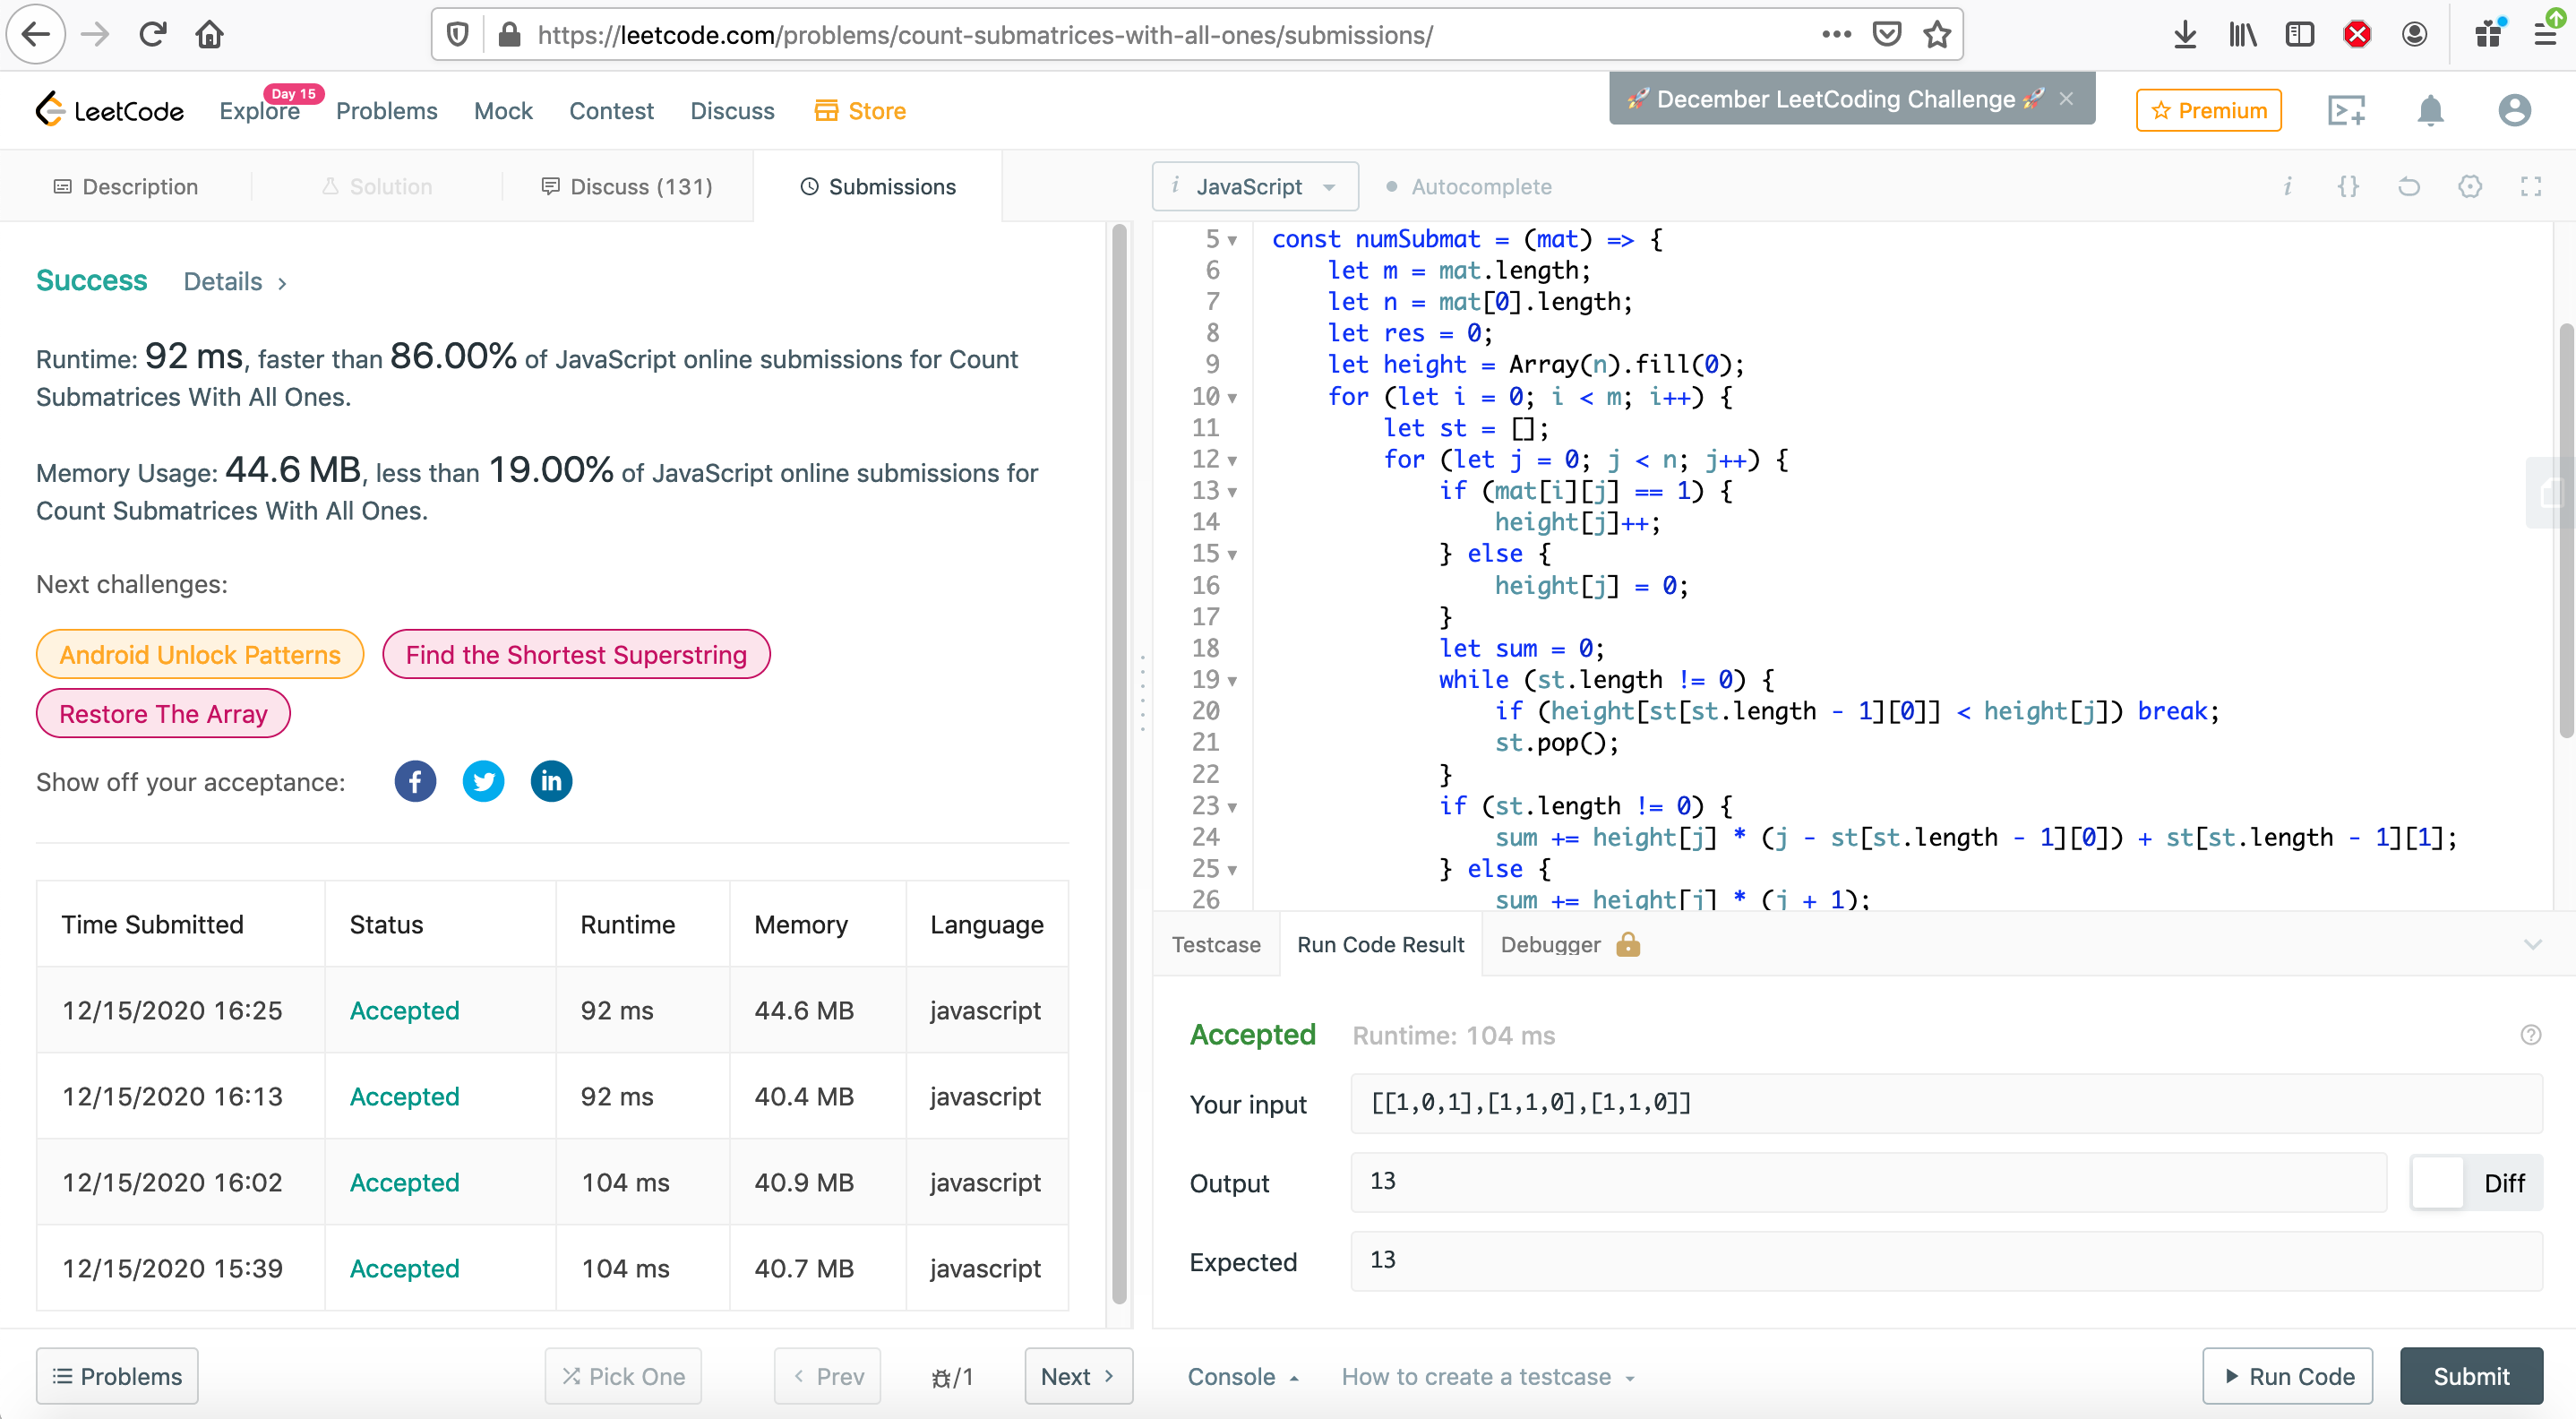 https://leetcode.com/problems/count-submatrices-with-all-ones/submissions/
LeetCode Explore Day 15 Problems Mock Contest Discuss Store
🚀 December LeetCoding Challenge 🚀 ×
Premium
Description Solution Discuss (131) Submissions
i JavaScript Autocomplete
Success Details >
Runtime: 92 ms, faster than 86.00% of JavaScript online submissions for Count
Submatrices With All Ones.
Memory Usage: 44.6 MB, less than 19.00% of JavaScript online submissions for
Count Submatrices With All Ones.
Next challenges:
Android Unlock Patterns Find the Shortest Superstring
Restore The Array
Show off your acceptance:
Time Submitted Status Runtime Memory Language
12/15/2020 16:25 Accepted 92 ms 44.6 MB javascript
12/15/2020 16:13 Accepted 92 ms 40.4 MB javascript
12/15/2020 16:02 Accepted 104 ms 40.9 MB javascript
12/15/2020 15:39 Accepted 104 ms 40.7 MB javascript
5 const numSubmat = (mat) => {
6 let m = mat.length;
7 let n = mat[0].length;
8 let res = 0;
9 let height = Array(n).fill(0);
10 for (let i = 0; i < m; i++) {
11 let st = [];
12 for (let j = 0; j < n; j++) {
13 if (mat[i][j] == 1) {
14 height[j]++;
15 } else {
16 height[j] = 0;
17 }
18 let sum = 0;
19 while (st.length != 0) {
20 if (height[st[st.length - 1][0]] < height[j]) break;
21 st.pop();
22 }
23 if (st.length != 0) {
24 sum += height[j] * (j - st[st.length - 1][0]) + st[st.length - 1][1];
25 } else {
26 sum += height[j] * (j + 1);
Testcase Run Code Result Debugger
Accepted Runtime: 104 ms
Your input [[1,0,1],[1,1,0],[1,1,0]]
Output 13 Diff
Expected 13
Problems Pick One < Prev /1 Next >
Console How to create a testcase Run Code Submit